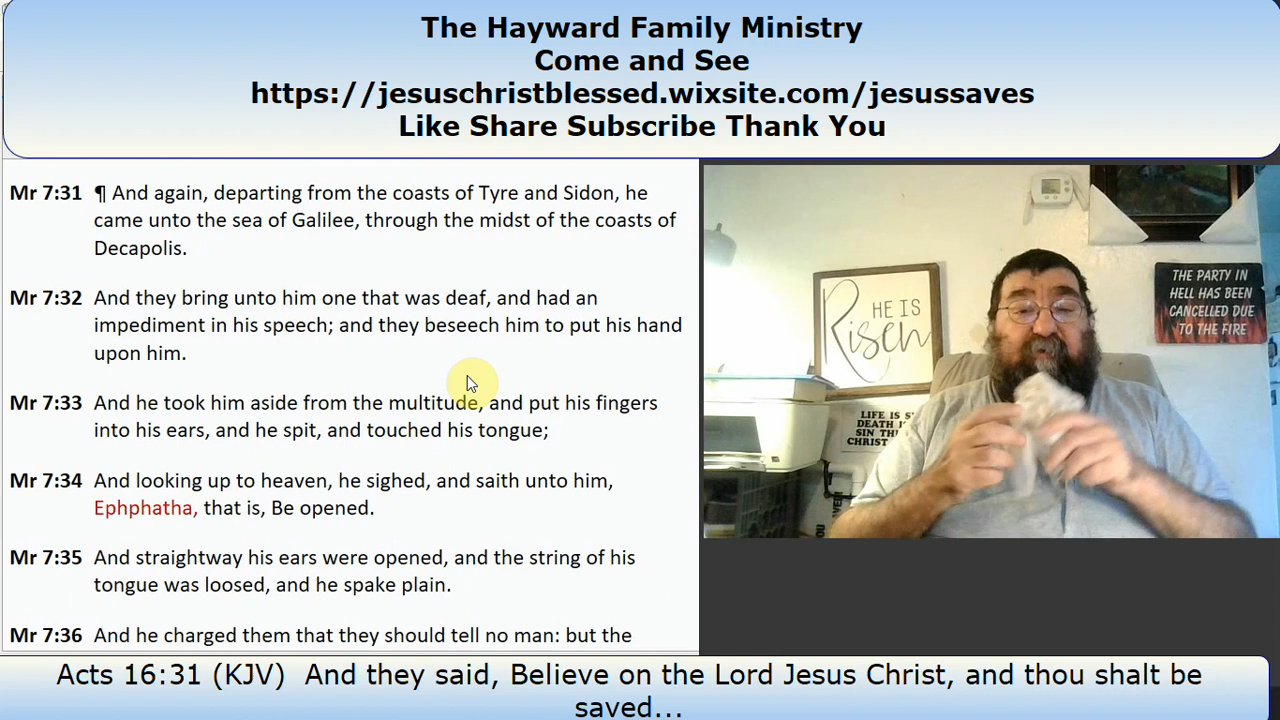 The Hayward Family Ministry
Come and See
https://jesuschristblessed.wixsite.com/jesussaves
Like Share Subscribe Thank You
Mr 7:31 ¶ And again, departing from the coasts of Tyre and Sidon, he
came unto the sea of Galilee, through the midst of the coasts of
Decapolis.
Mr 7:32 And they bring unto him one that was deaf, and had an
impediment in his speech; and they beseech him to put his hand
upon him.
Mr 7:33 And he took him aside from the multitude, and put his fingers
into his ears, and he spit, and touched his tongue;
Mr 7:34 And looking up to heaven, he sighed, and saith unto him,
Ephphatha, that is, Be opened.
Mr 7:35 And straightway his ears were opened, and the string of his
tongue was loosed, and he spake plain.
Mr 7:36 And he charged them that they should tell no man: but the
HE IS
Risen
THE PARTY IN
HELL HAS BEEN
CANCELLED DUE
TO THE FIRE
LIFE IS
DEATH
SIN
CHRIST
Acts 16:31 (KJV) And they said, Believe on the Lord Jesus Christ, and thou shalt be
saved...